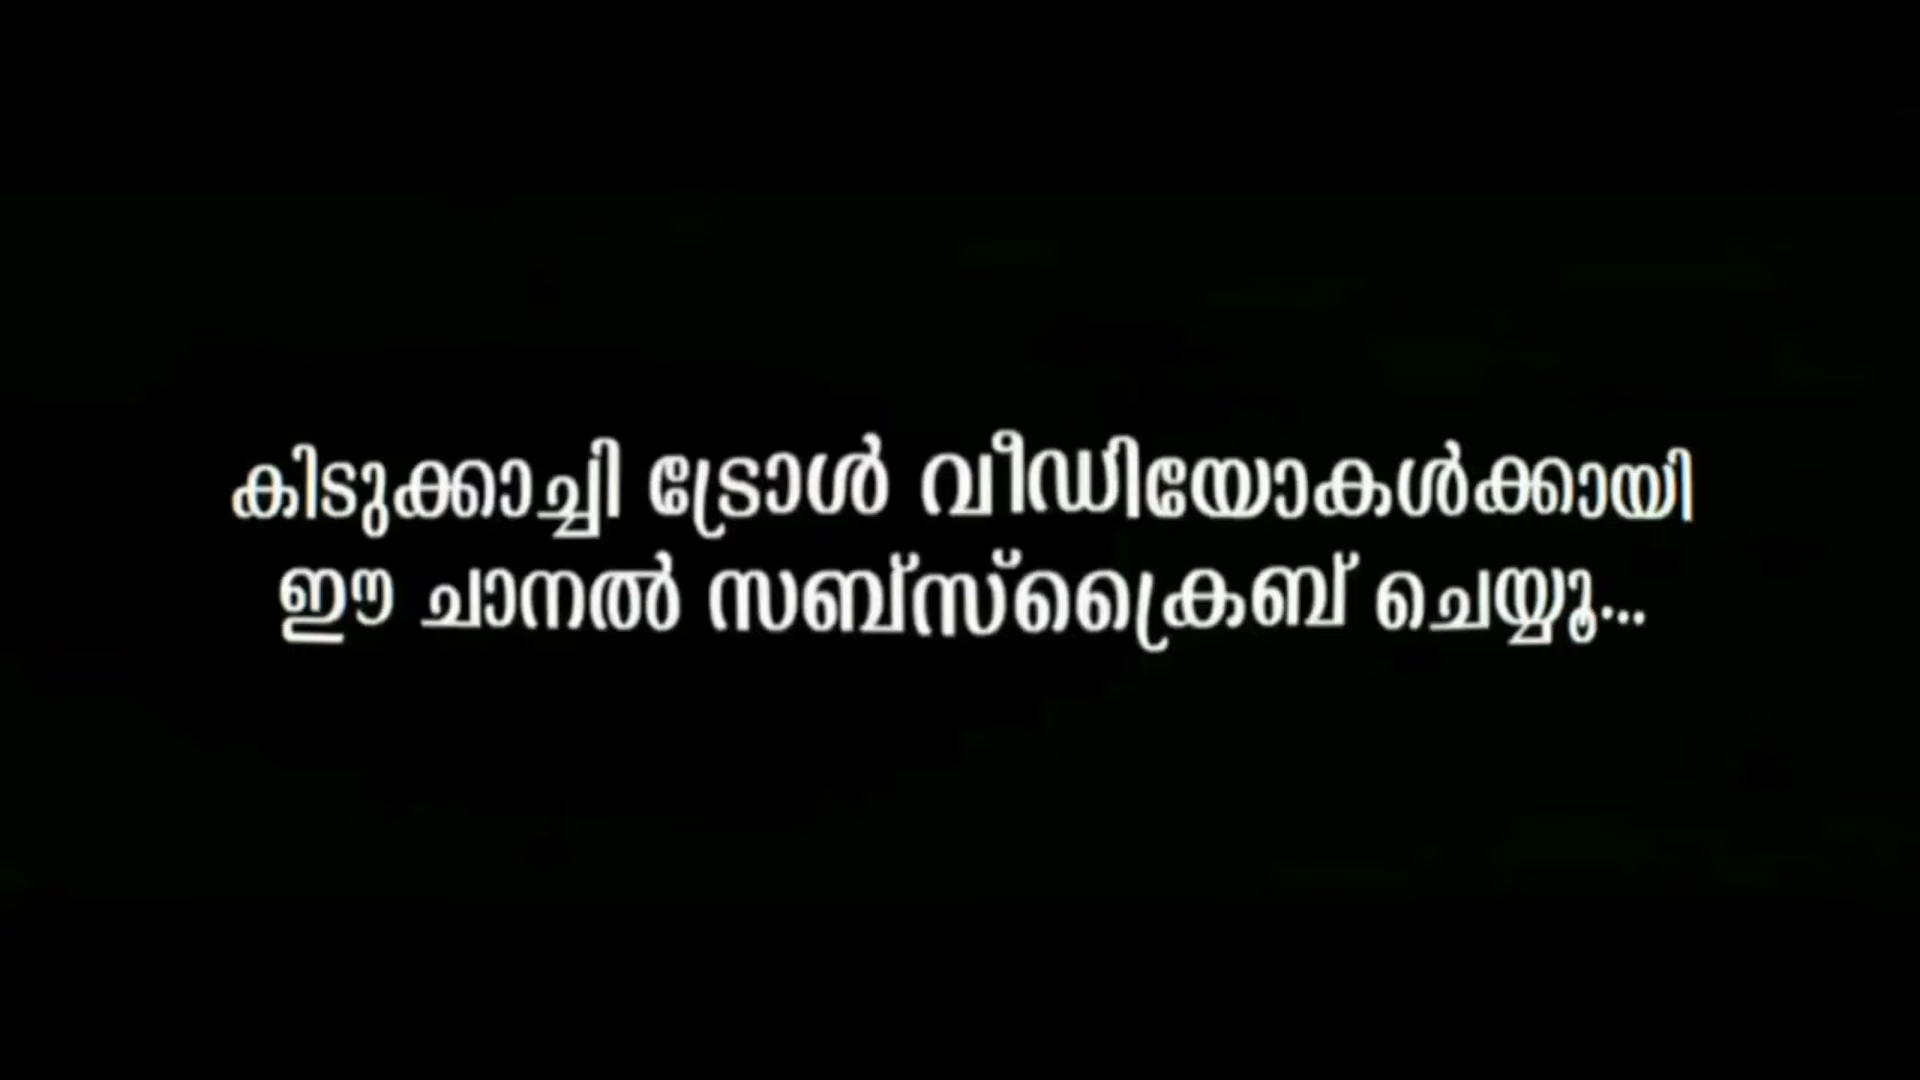 കിടുക്കാച്ചി ട്രോൾ വീഡിയോകൾക്കായി
ഈ ചാനൽ സബ്സ്ക്രൈബ് ചെയ്യൂ...